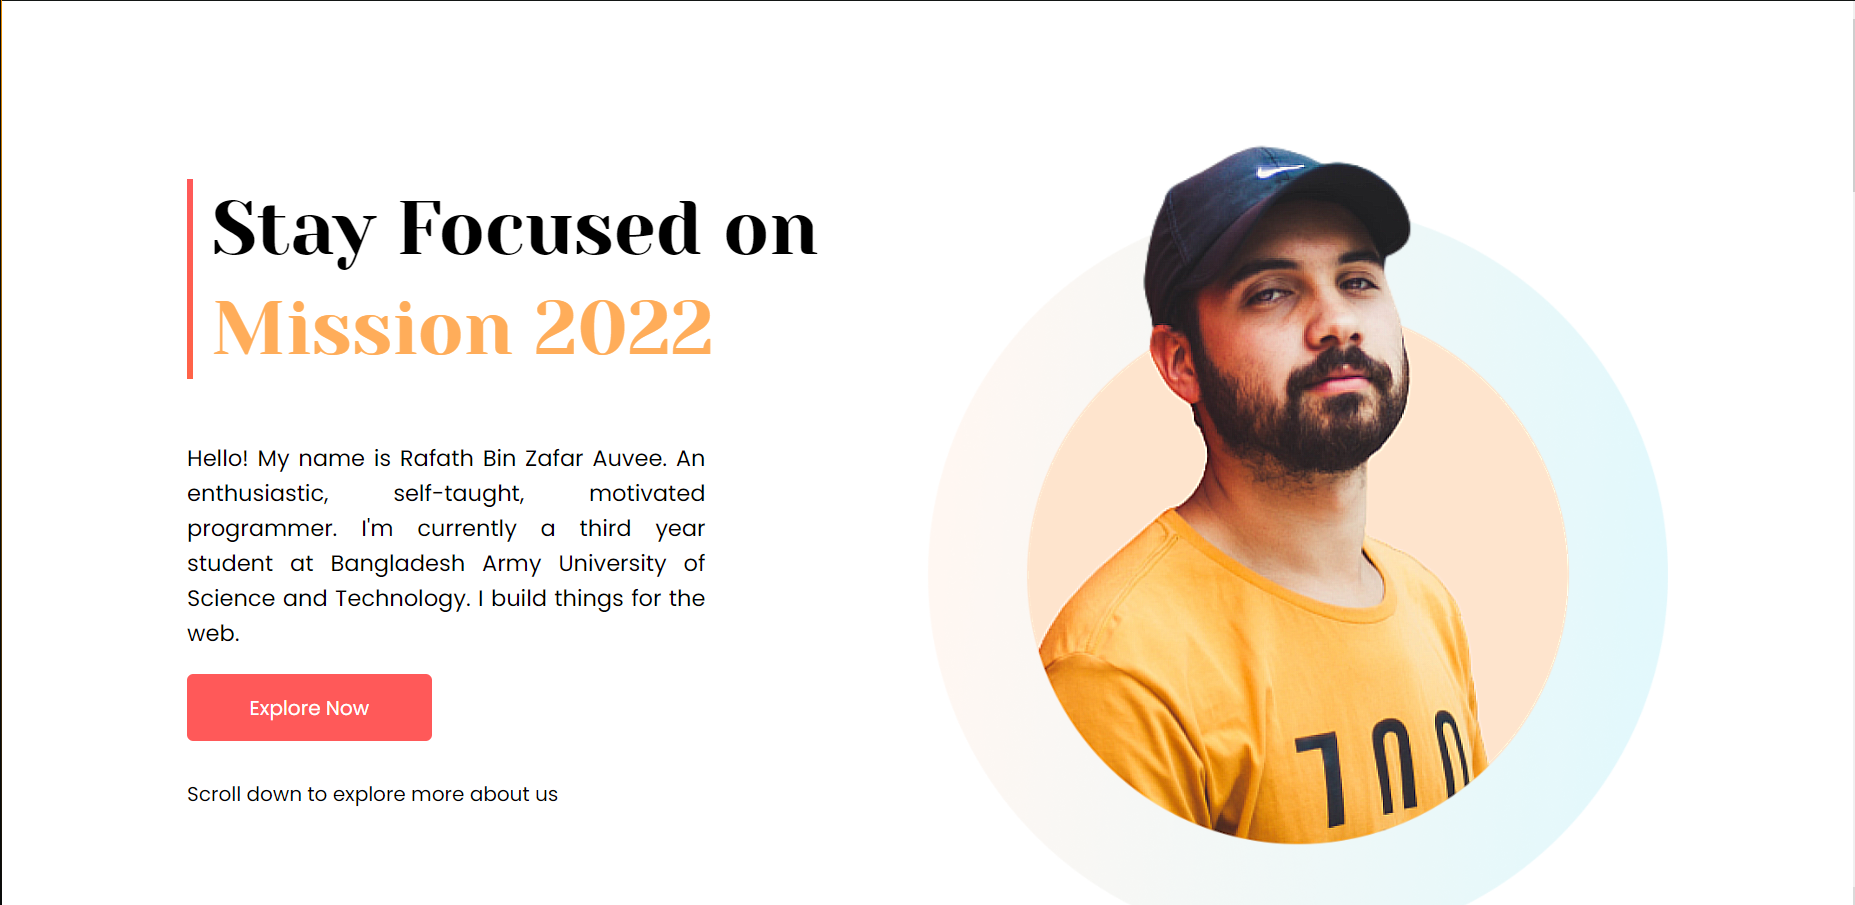 Stay Focused on
Mission 2022
Hello! My name is Rafath Bin Zafar Auvee. An
enthusiastic, self-taught, motivated
programmer. I'm currently a third year
student at Bangladesh Army University of
Science and Technology. I build things for the
web.
Explore Now
Scroll down to explore more about us